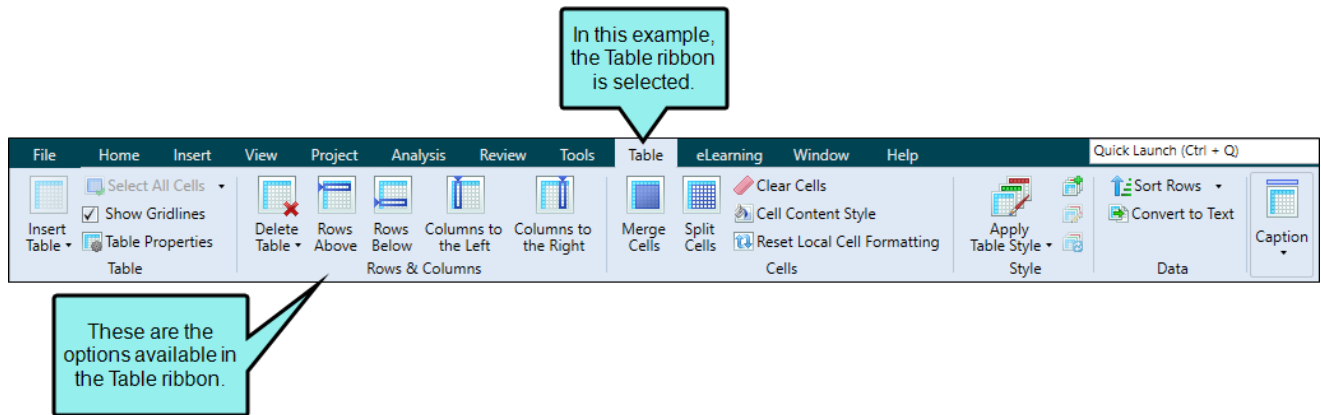 In this example,
the Table ribbon
is selected.
File Home Insert View Project Analysis Review Tools Table eLearning Window Help Quick Launch (Ctrl + Q)
Insert
Table
Select All Cells
Show Gridlines
Table Properties
Table
Delete
Table
Rows
Above
Rows
Below
Columns to
the Left
Columns to
the Right
Rows & Columns
Merge
Cells
Split
Cells
Clear Cells
Cell Content Style
Reset Local Cell Formatting
Cells
Apply
Table Style
Style
Sort Rows
Convert to Text
Data
Caption
These are the
options available in
the Table ribbon.